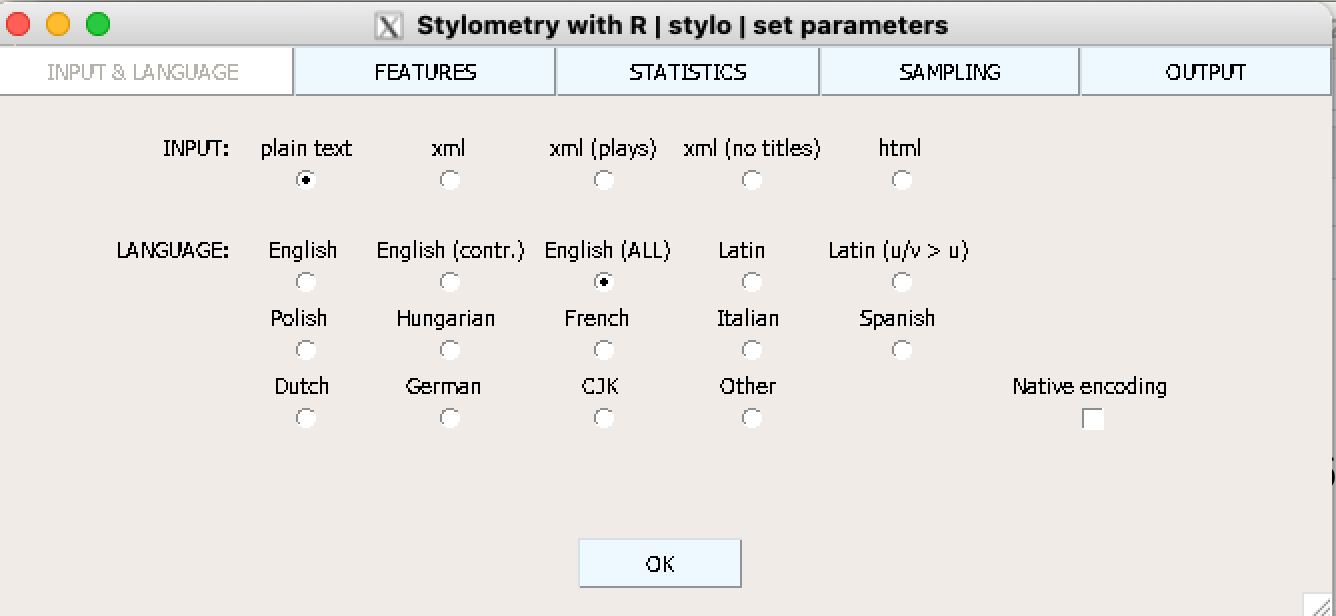 Stylometry with R | stylo | set parameters
INPUT & LANGUAGE FEATURES STATISTICS SAMPLING OUTPUT
INPUT: plain text xml xml (plays) xml (no titles) html
LANGUAGE: English English (contr.) English (ALL) Latin Latin (u/v > u)
Polish Hungarian French Italian Spanish
Dutch German CJK Other Native encoding
OK